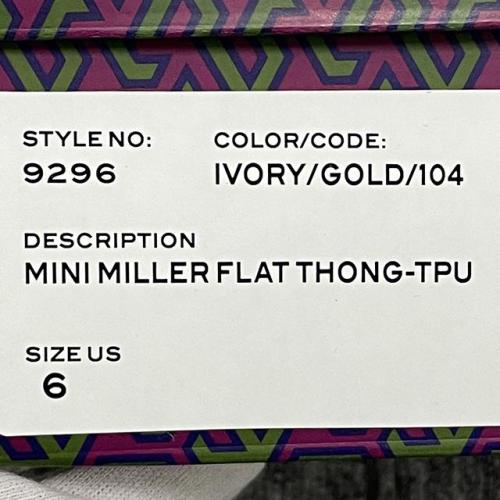 STYLE NO: COLOR/CODE:
9296 IVORY/GOLD/104
DESCRIPTION
MINI MILLER FLAT THONG-TPU
SIZE US
6